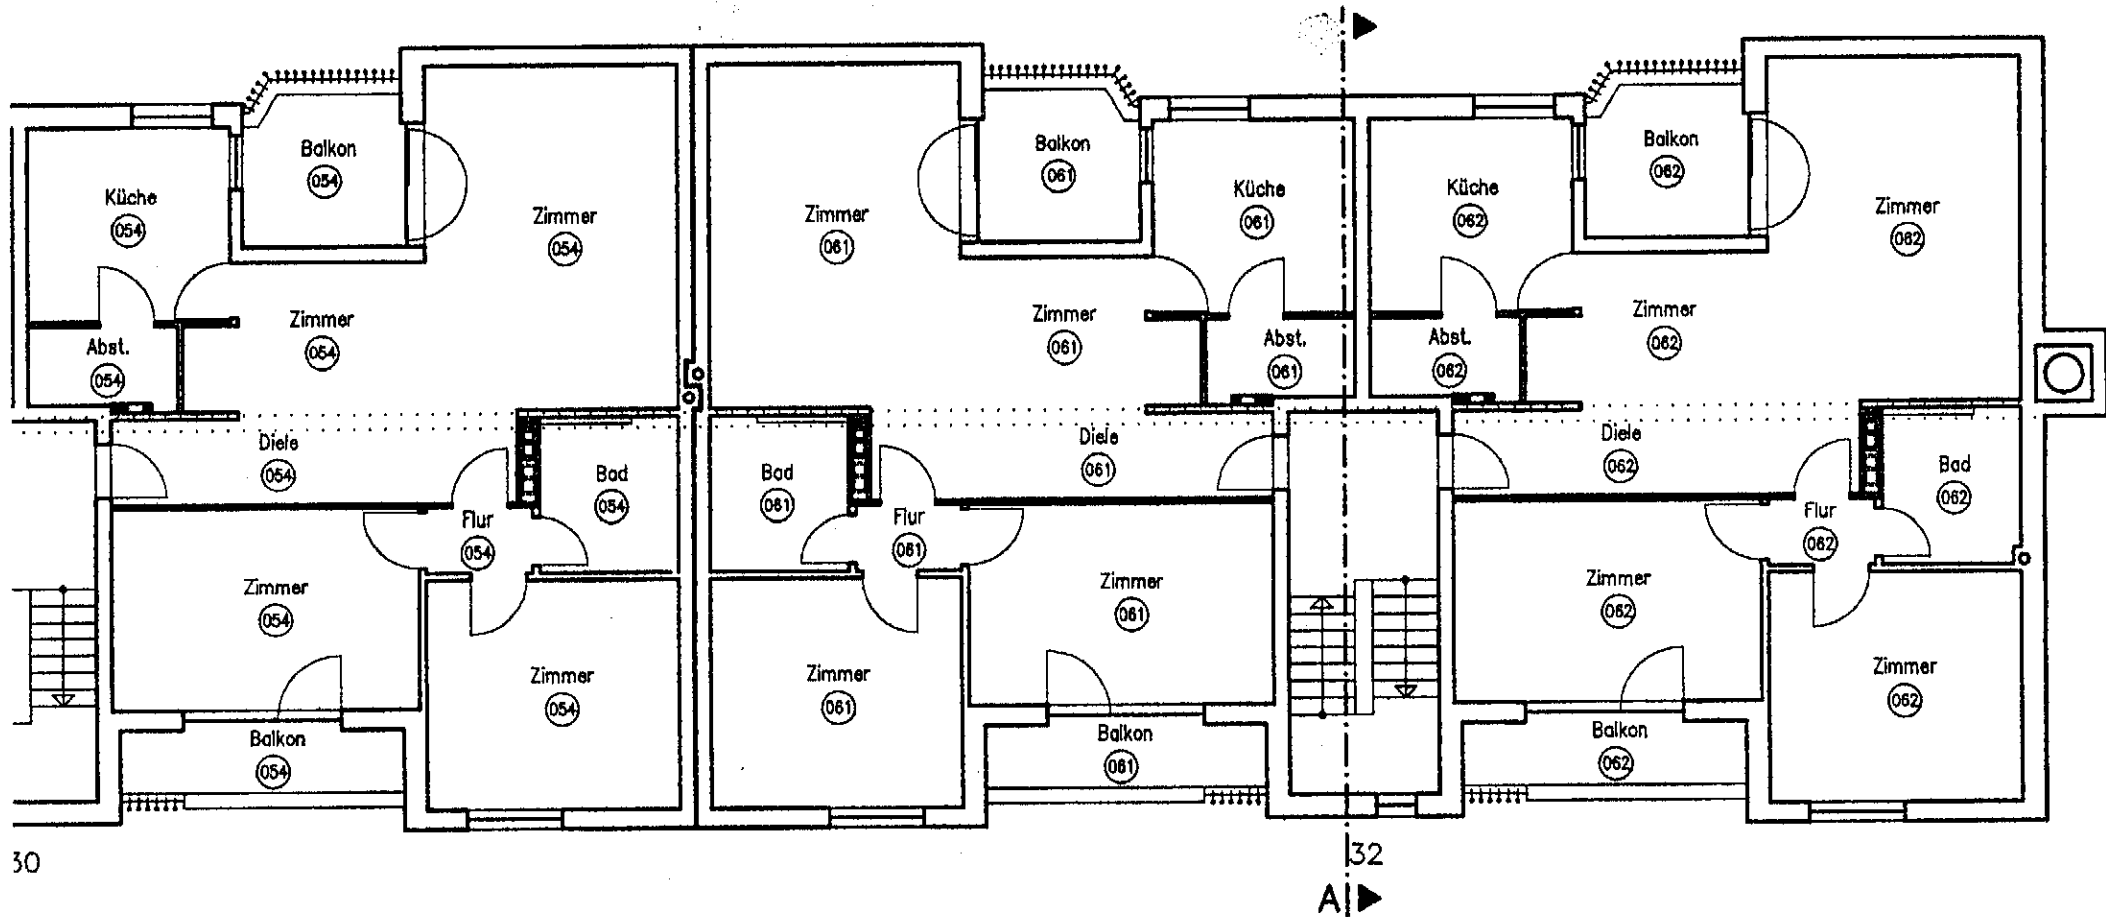 Balkon
054
Küche
054
Zimmer
054
Zimmer
054
Abst.
054
Diele
054
Bad
054
Flur
054
Zimmer
054
Zimmer
054
Balkon
054
30
Zimmer
061
Balkon
061
Küche
061
Zimmer
061
Abst.
061
Bad
061
Diele
061
Flur
061
Zimmer
061
Zimmer
061
Balkon
061
Küche
062
Balkon
062
Zimmer
062
Zimmer
062
Abst.
062
Diele
062
Bad
062
Flur
062
Zimmer
062
Zimmer
062
Balkon
062
32
A